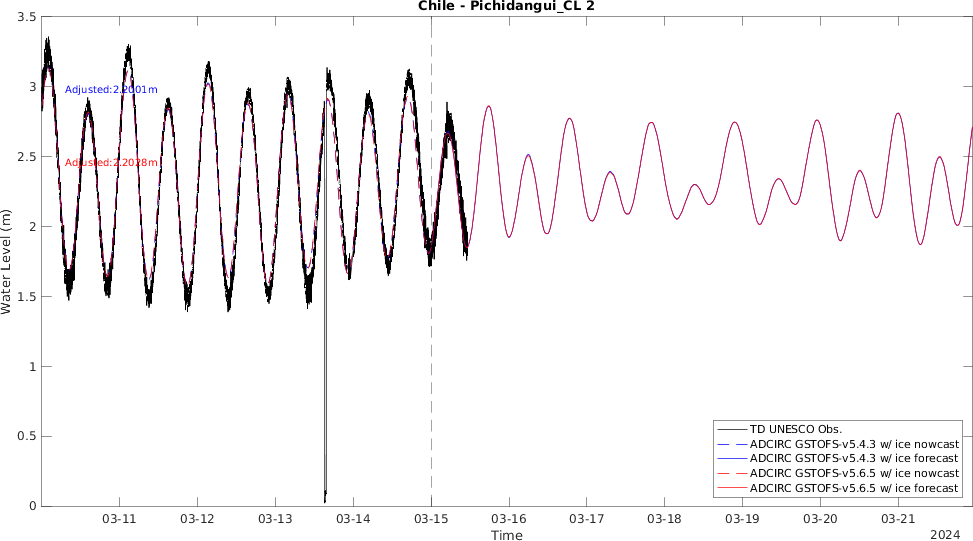 Chile - Pichidangui_CL 2
Water Level (m)
3.5
3
2.5
2
1.5
1
0.5
0
Adjusted:2.2001m
Adjusted:2.2028m
TD UNESCO Obs.
ADCIRC GSTOFS-v5.4.3 w/ ice nowcast
ADCIRC GSTOFS-v5.4.3 w/ ice forecast
ADCIRC GSTOFS-v5.6.5 w/ ice nowcast
ADCIRC GSTOFS-v5.6.5 w/ ice forecast
03-11 03-12 03-13 03-14 03-15 03-16 03-17 03-18 03-19 03-20 03-21
Time
2024